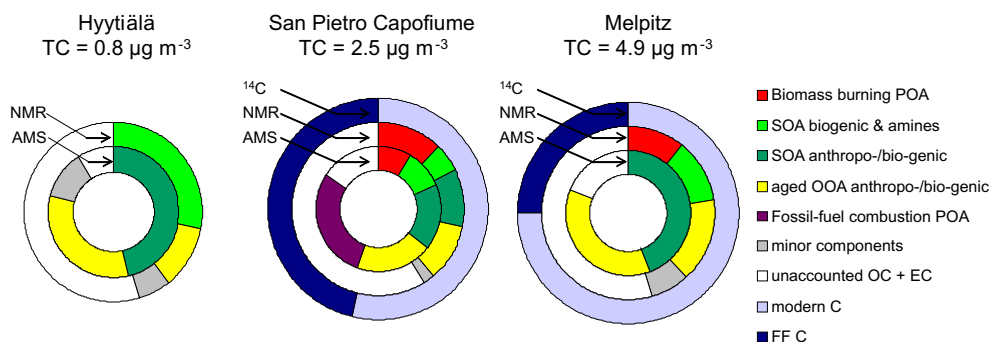 Hyytiälä
TC = 0.8 µg m-3
San Pietro Capofiume
TC = 2.5 µg m-3
Melpitz
TC = 4.9 µg m-3
NMR
AMS
14C
NMR
AMS
14C
NMR
AMS
Biomass burning POA
SOA biogenic & amines
SOA anthropo-/bio-genic
aged OOA anthropo-/bio-genic
Fossil-fuel combustion POA
minor components
unaccounted OC + EC
modern C
FF C